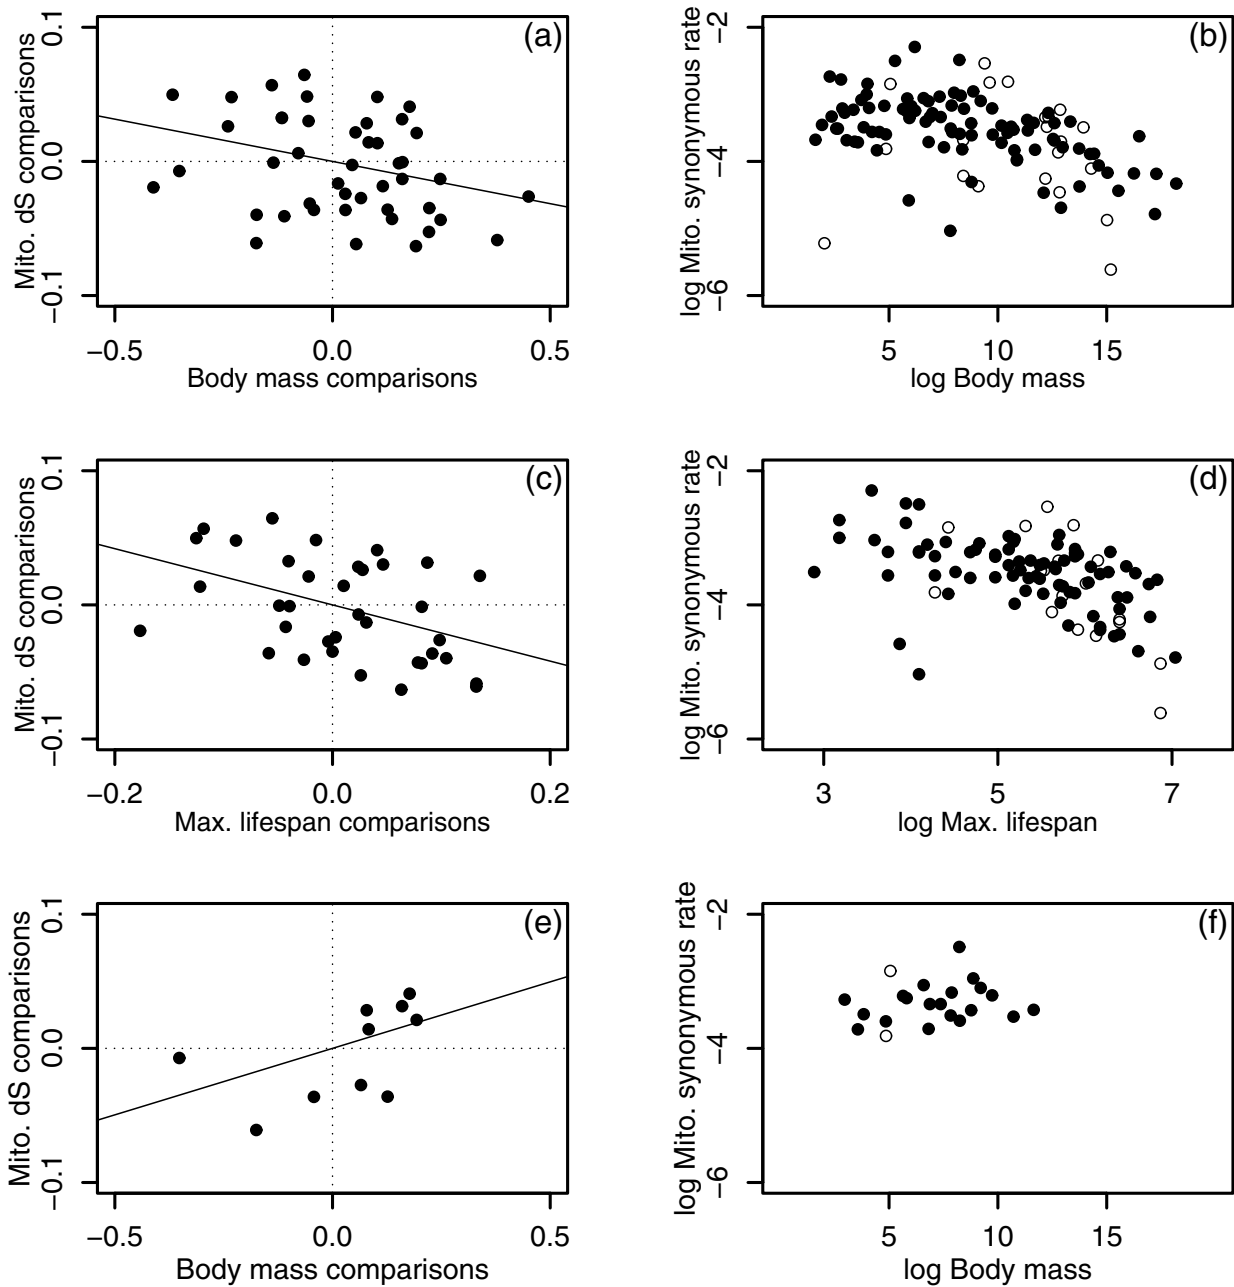 (a)
Mito. dS comparisons
0.1
0.0
−0.1
−0.5
0.0
0.5
Body mass comparisons
(b)
log Mito. synonymous rate
−2
−4
−6
5
10
15
log Body mass
(c)
Mito. dS comparisons
0.1
0.0
−0.1
−0.2
0.0
0.2
Max. lifespan comparisons
(d)
log Mito. synonymous rate
−2
−4
−6
3
5
7
log Max. lifespan
(e)
Mito. dS comparisons
0.1
0.0
−0.1
−0.5
0.0
0.5
Body mass comparisons
(f)
log Mito. synonymous rate
−2
−4
−6
5
10
15
log Body mass